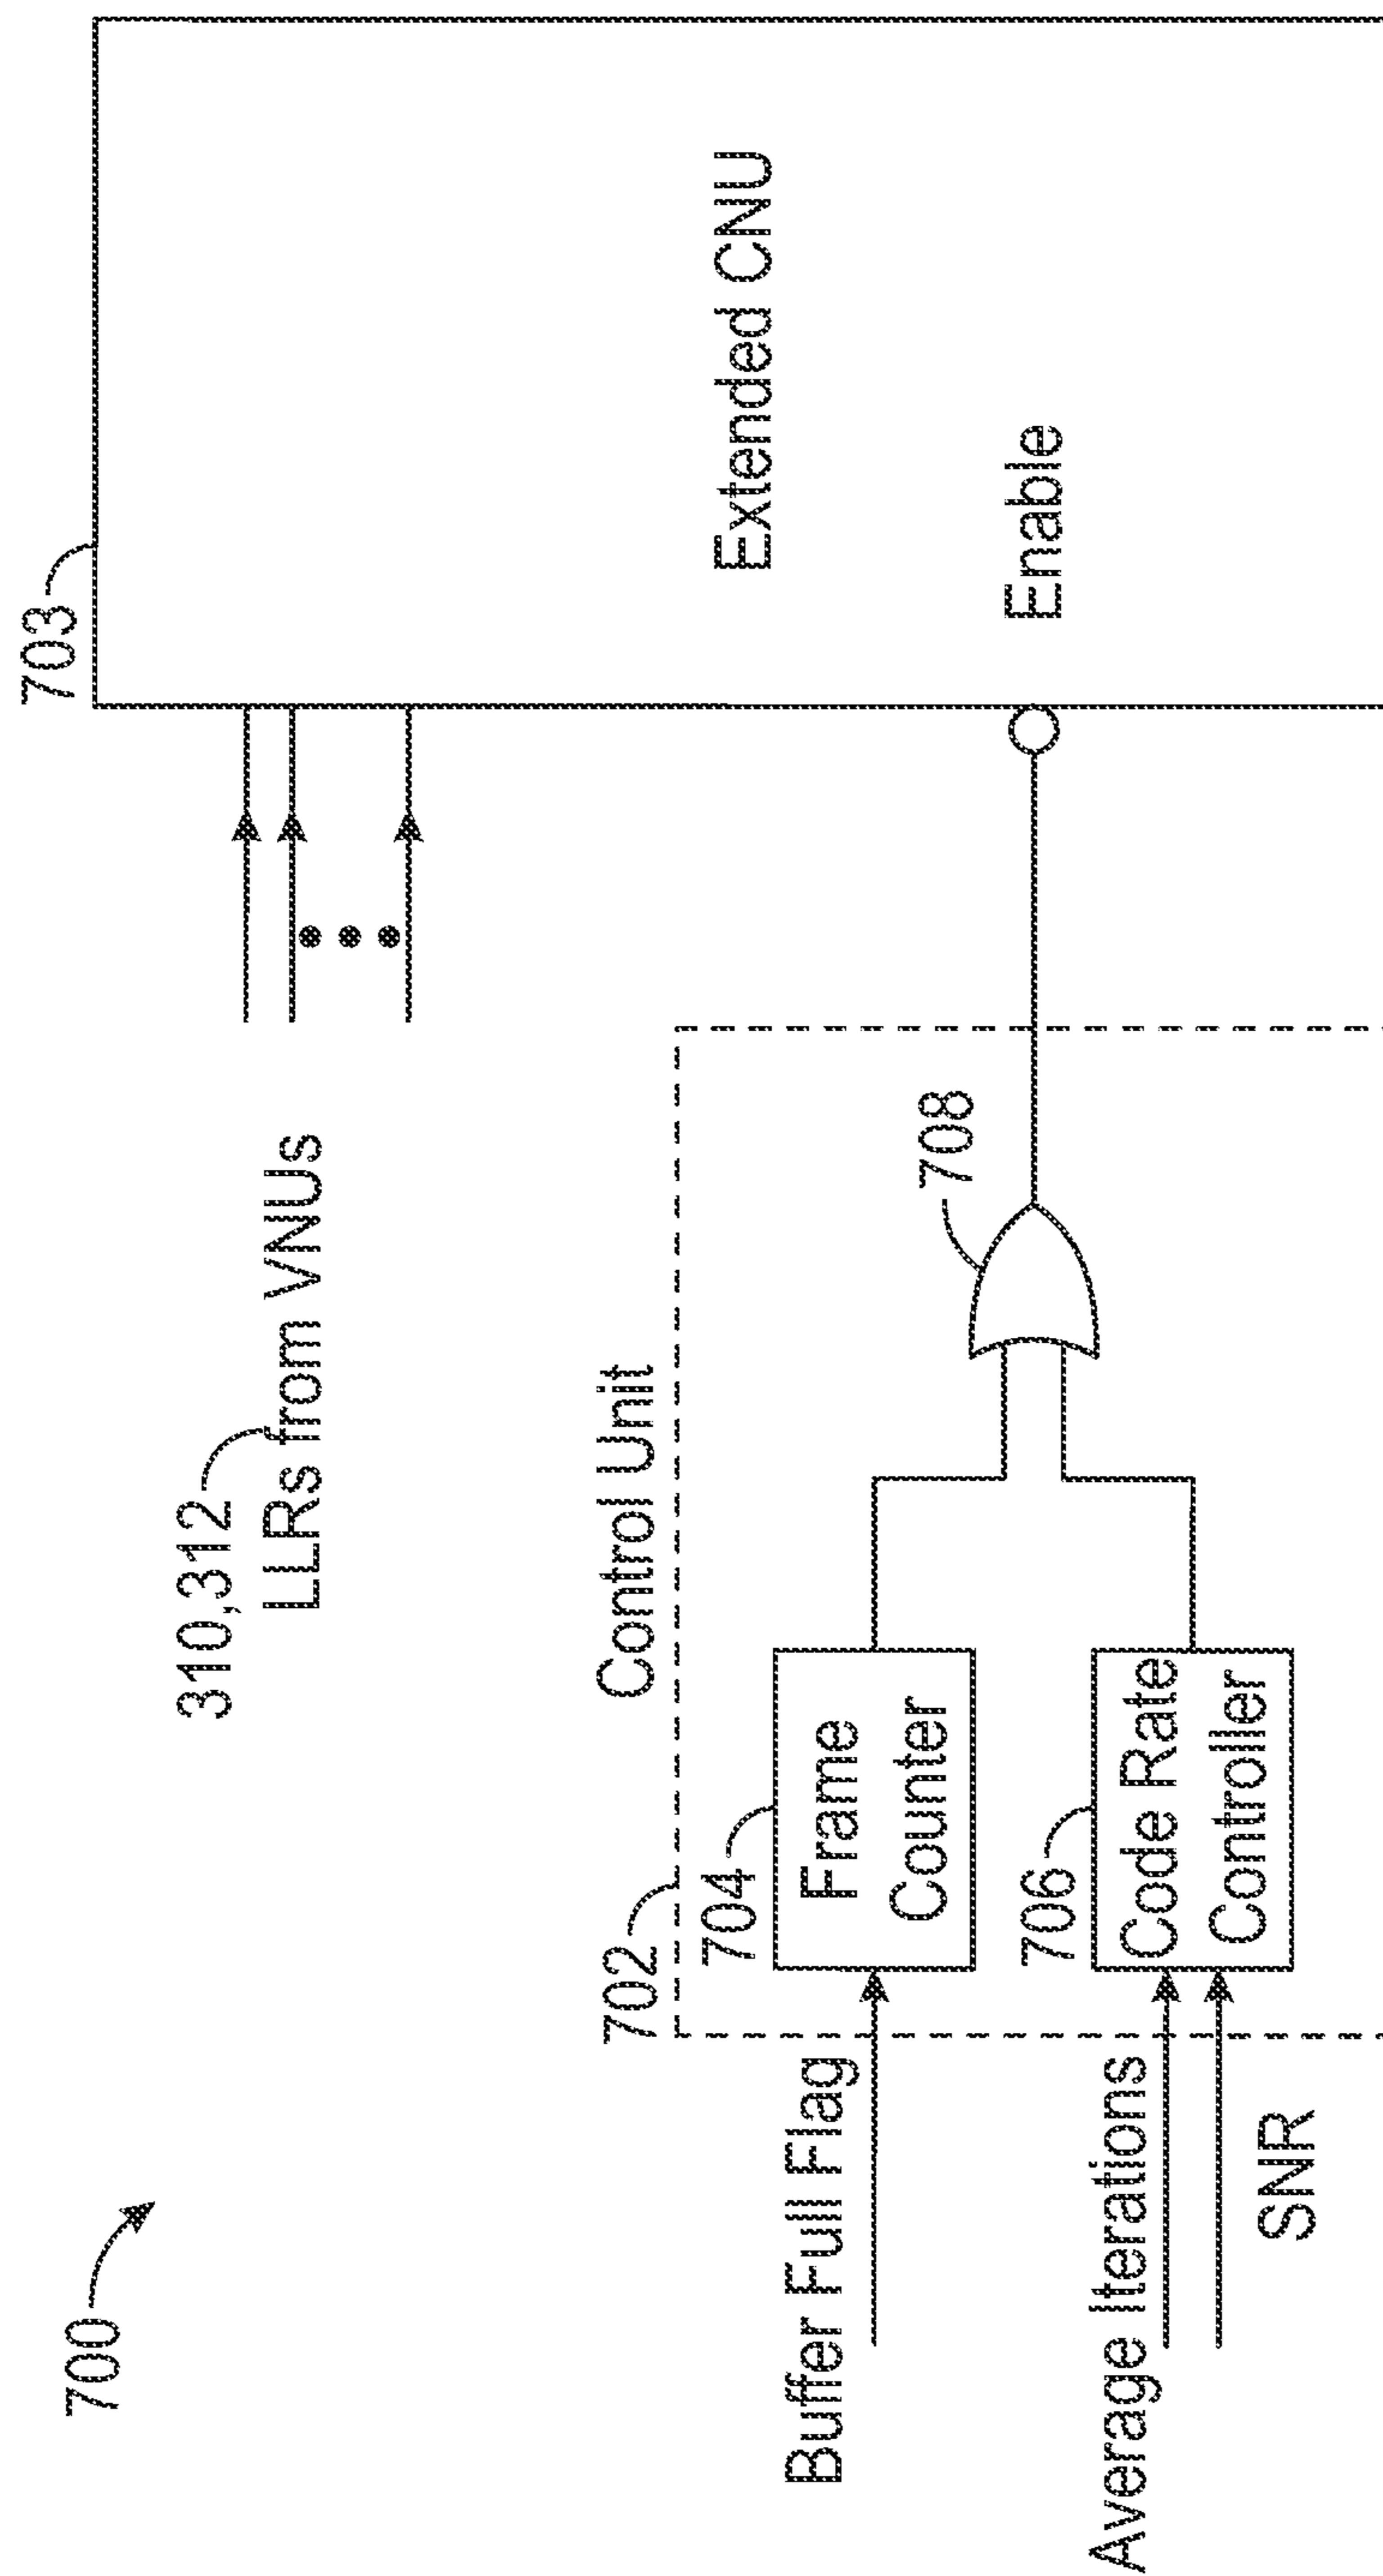 700
703
310,312
LLRs from VNUs
Extended CNU
Control Unit
702
704
Frame
Counter
708
Enable
Buffer Full Flag
706
Code Rate
Controller
Average Iterations
SNR